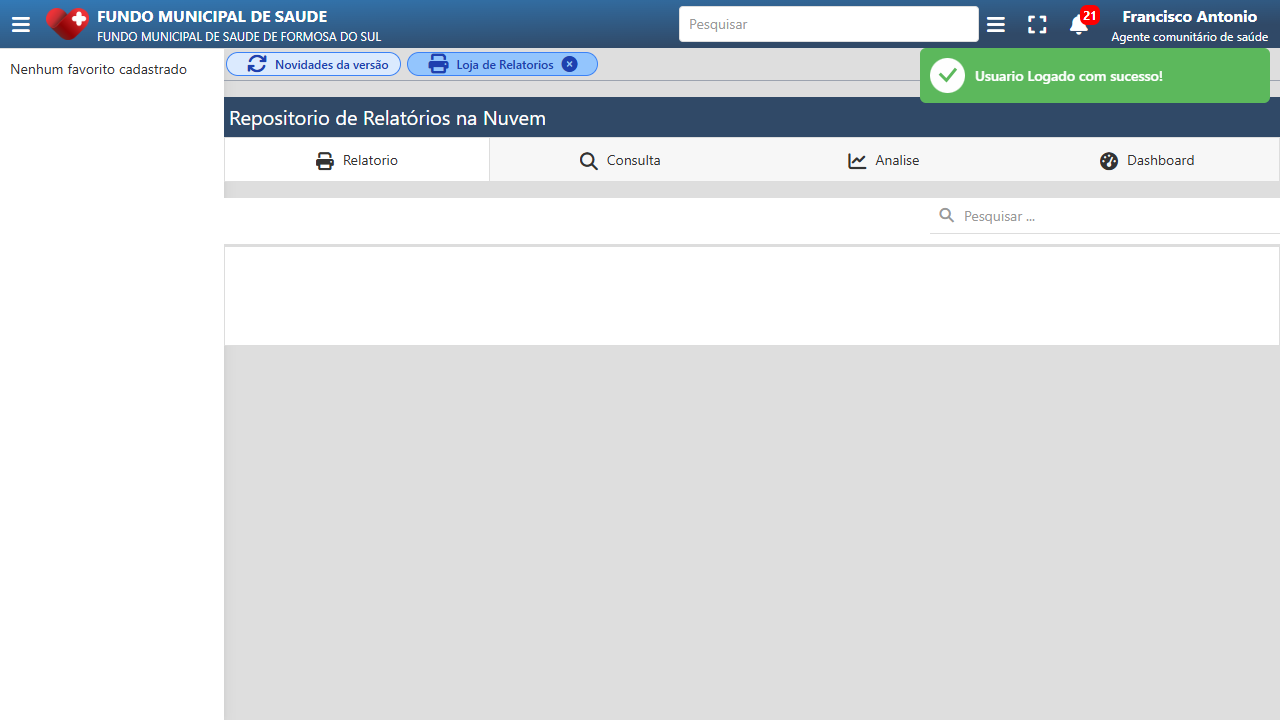 FUNDO MUNICIPAL DE SAUDE
FUNDO MUNICIPAL DE SAUDE DE FORMOSA DO SUL
Pesquisar
21
Francisco Antonio
Agente comunitário de saúde
Nenhum favorito cadastrado
Novidades da versão
Loja de Relatorios
Usuario Logado com sucesso!
Repositorio de Relatórios na Nuvem
Relatorio
Consulta
Analise
Dashboard
Pesquisar ...